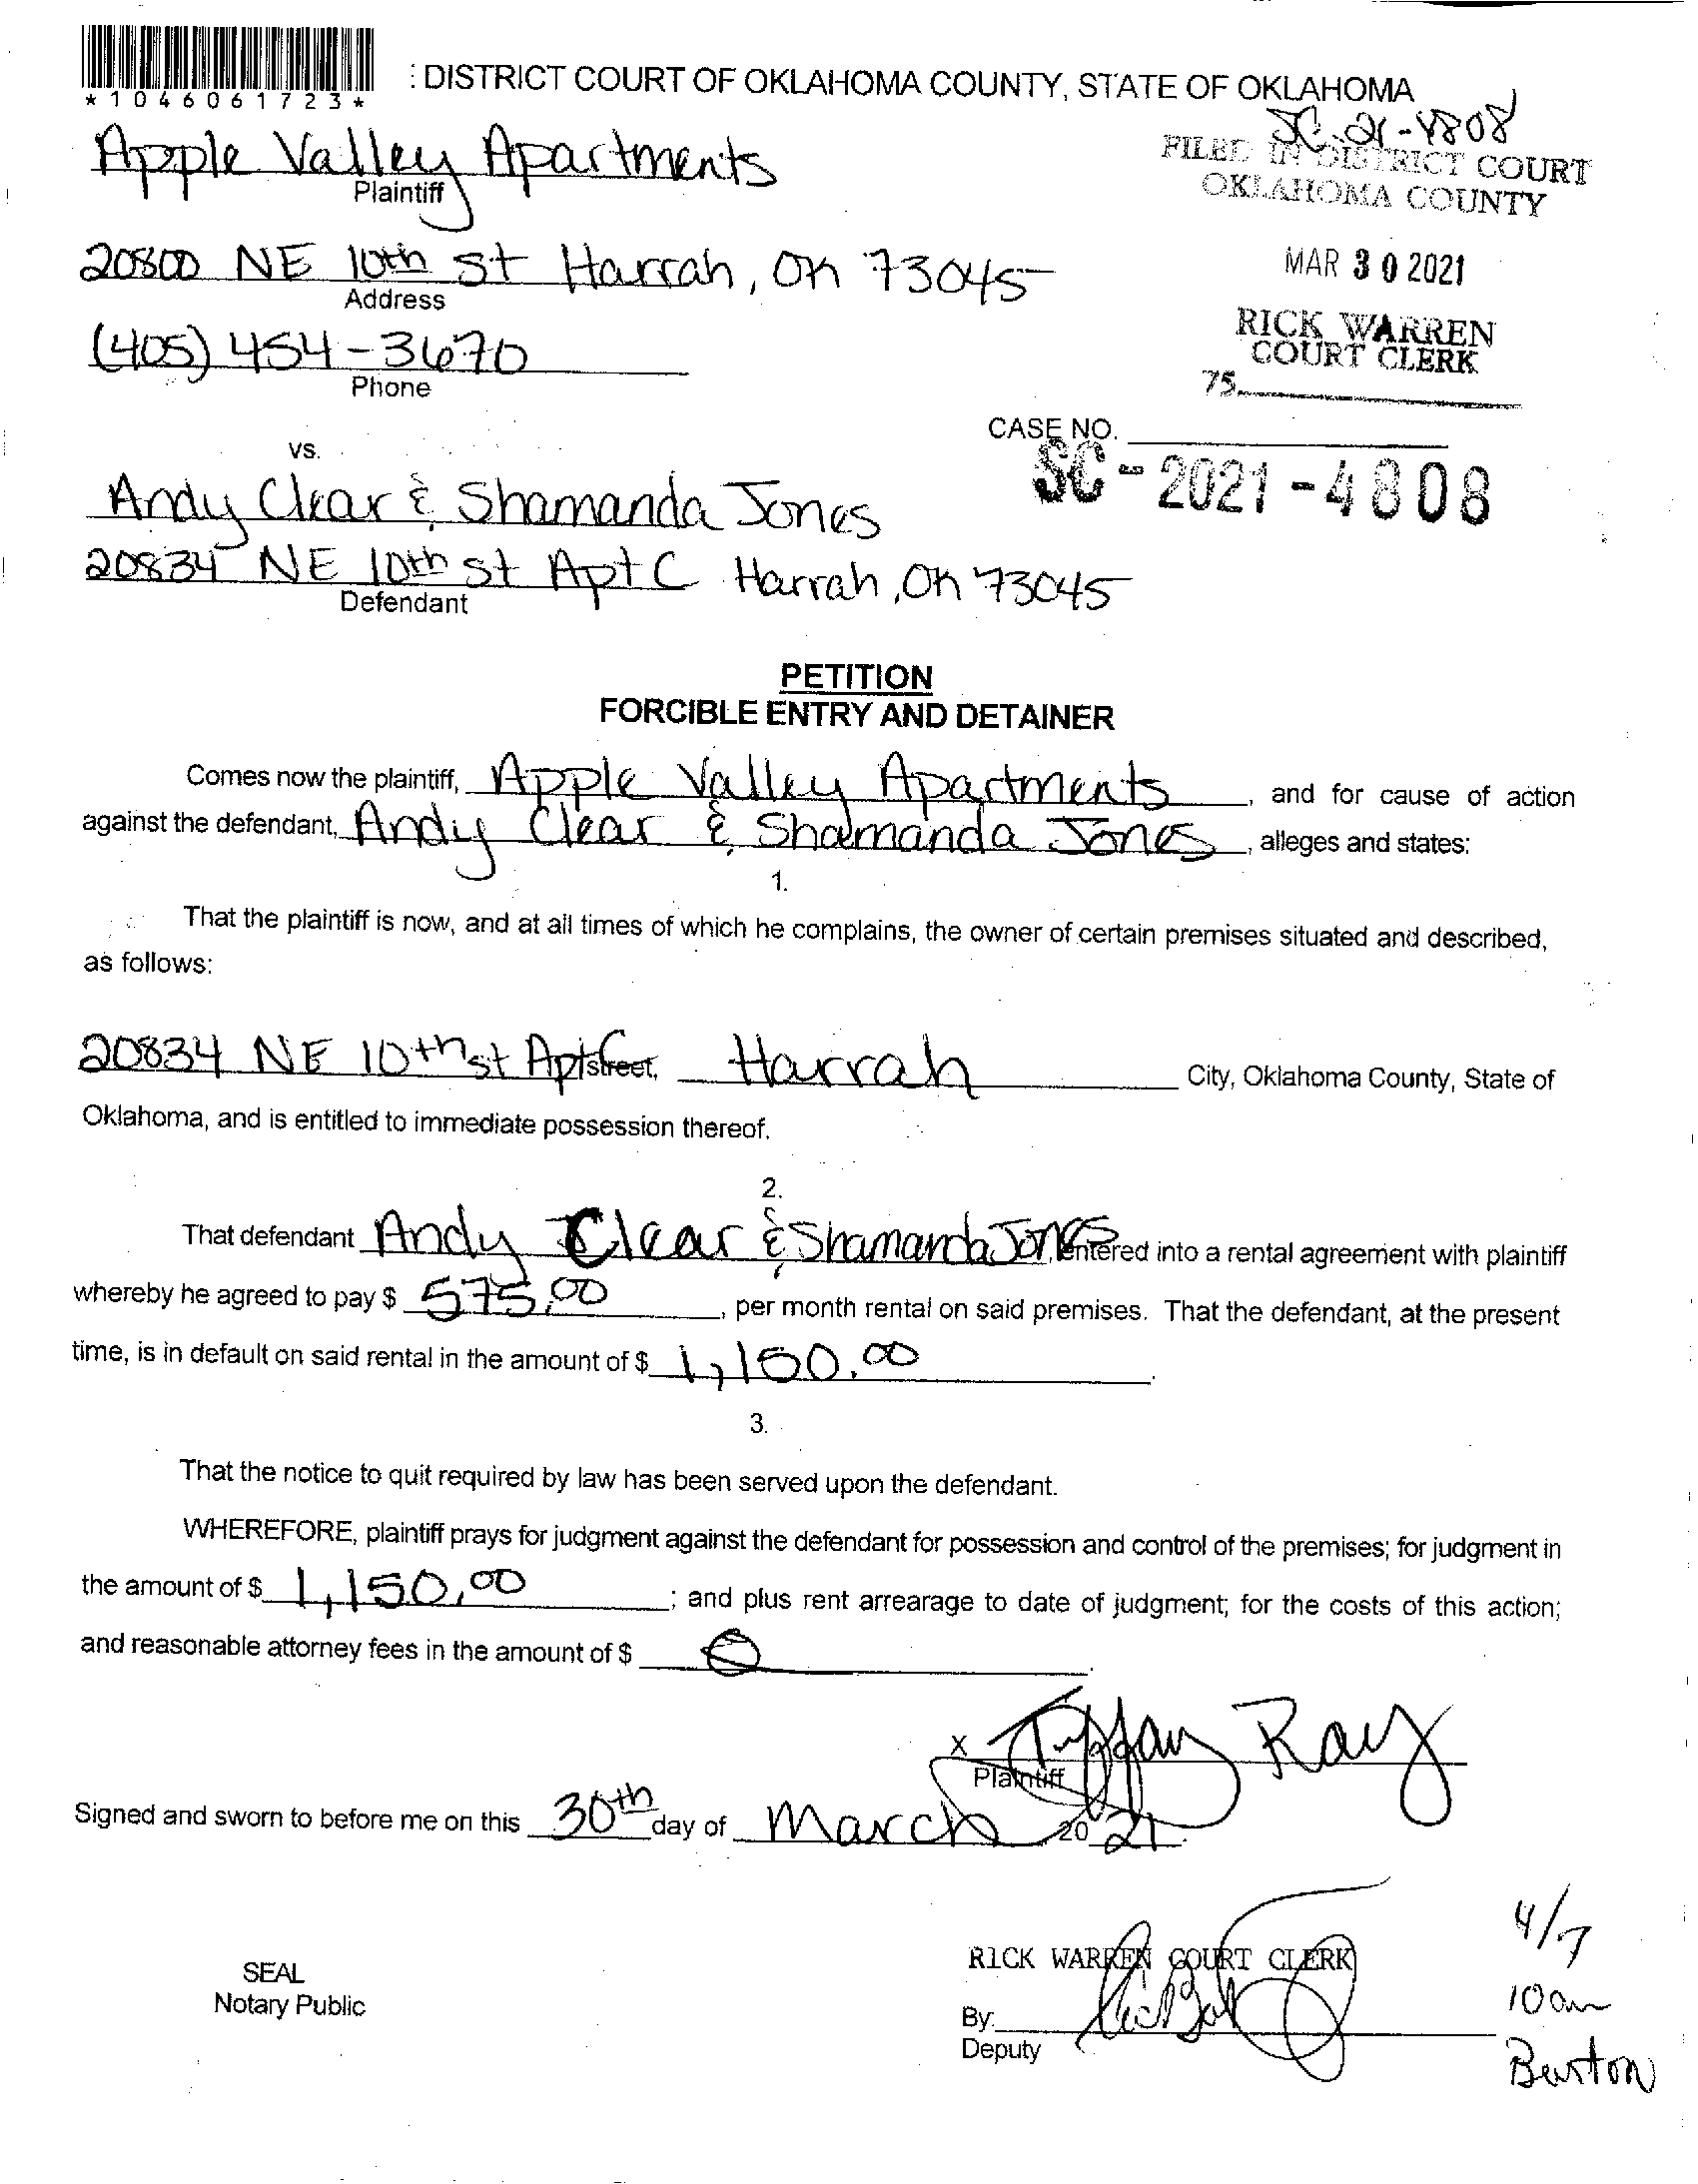 *1046061723*
: DISTRICT COURT OF OKLAHOMA COUNTY, STATE OF OKLAHOMA
SC-21-4808
Apple Valley Apartments
Plaintiff
FILED IN DISTRICT COURT
OKLAHOMA COUNTY
20800 NE 10th St Harrah, OK 73045
Address
MAR 30 2021
(405) 454-3670
Phone
RICK WARREN
COURT CLERK
75
CASE NO.
SC-2021-4808
vs.
Andy Clear & Shamanda Jones
20834 NE 10th St Apt C Harrah, OK 73045
Defendant
PETITION
FORCIBLE ENTRY AND DETAINER
Comes now the plaintiff, Apple Valley Apartments, and for cause of action
against the defendant, Andy Clear & Shamanda Jones, alleges and states:
1.
That the plaintiff is now, and at all times of which he complains, the owner of certain premises situated and described,
as follows:
20834 NE 10th st Apt C street, Harrah City, Oklahoma County, State of
Oklahoma, and is entitled to immediate possession thereof.
2.
That defendant Andy Clear & Shamanda Jones, entered into a rental agreement with plaintiff
whereby he agreed to pay $ 575.00, per month rental on said premises. That the defendant, at the present
time, is in default on said rental in the amount of $ 1,150.00.
3.
That the notice to quit required by law has been served upon the defendant.
WHEREFORE, plaintiff prays for judgment against the defendant for possession and control of the premises; for judgment in
the amount of $ 1,150.00; and plus rent arrearage to date of judgment; for the costs of this action;
and reasonable attorney fees in the amount of $ 0.
X Tiffany Ray
Plaintiff
Signed and sworn to before me on this 30th day of March 2021.
SEAL
Notary Public
RICK WARREN COURT CLERK
By:
Deputy
4/7
10am
Burton